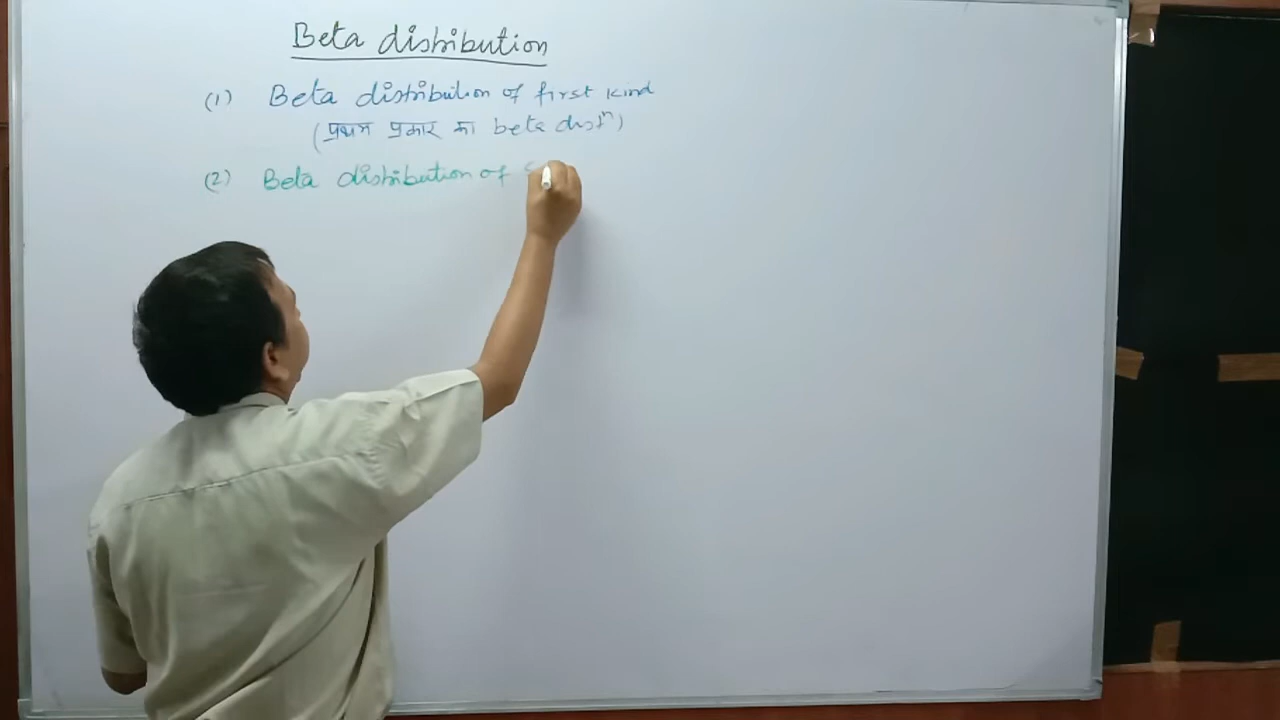 Beta distribution
(1) Beta distribution of first kind
(प्रथम प्रकार का beta distⁿ)
(2) Beta distribution of